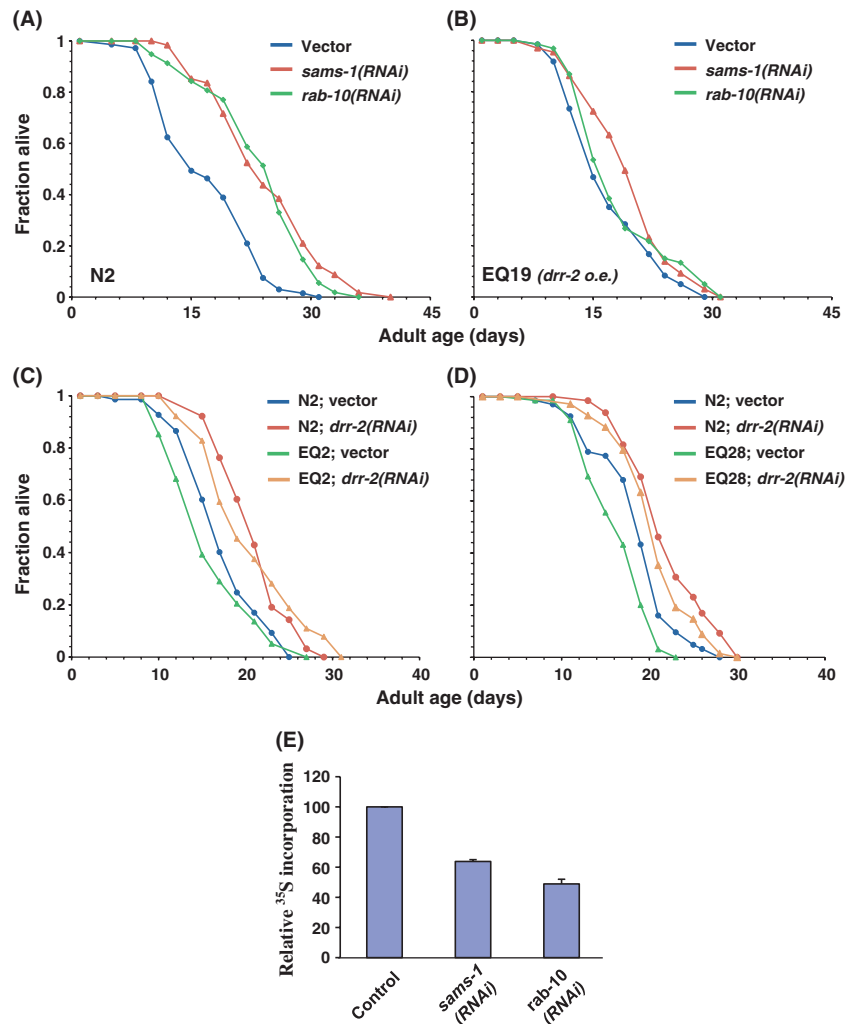 (A)
Fraction alive
1
0.8
0.6
0.4
0.2
0
Vector
sams-1(RNAi)
rab-10(RNAi)
N2
0 15 30 45
(B)
Vector
sams-1(RNAi)
rab-10(RNAi)
EQ19 (drr-2 o.e.)
0 15 30 45
Adult age (days)
(C)
Fraction alive
1
0.8
0.6
0.4
0.2
0
N2; vector
N2; drr-2(RNAi)
EQ2; vector
EQ2; drr-2(RNAi)
0 10 20 30 40
(D)
N2; vector
N2; drr-2(RNAi)
EQ28; vector
EQ28; drr-2(RNAi)
0 10 20 30 40
Adult age (days)
(E)
Relative ³⁵S incorporation
120
100
80
60
40
20
0
Control
sams-1
(RNAi)
rab-10
(RNAi)